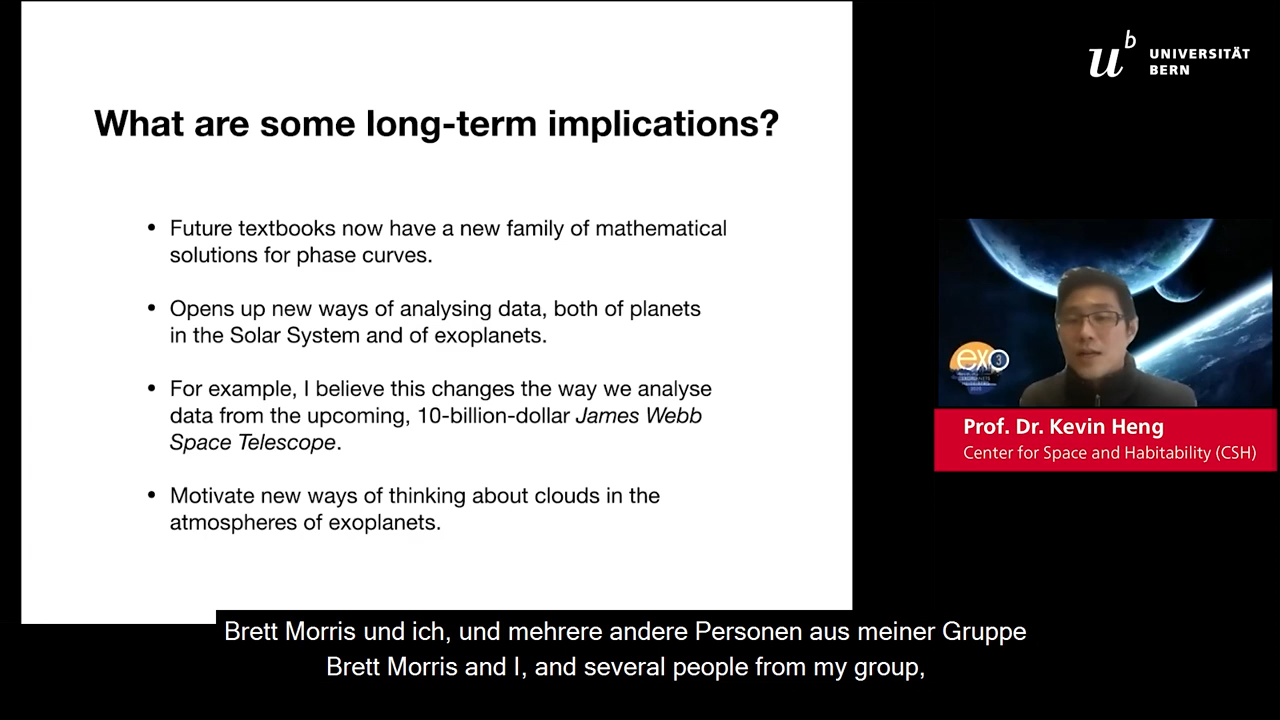 What are some long-term implications?
• Future textbooks now have a new family of mathematical
solutions for phase curves.
• Opens up new ways of analysing data, both of planets
in the Solar System and of exoplanets.
• For example, I believe this changes the way we analyse
data from the upcoming, 10-billion-dollar James Webb
Space Telescope.
• Motivate new ways of thinking about clouds in the
atmospheres of exoplanets.
u b UNIVERSITÄT
BERN
exo 3
Prof. Dr. Kevin Heng
Center for Space and Habitability (CSH)
Brett Morris und ich, und mehrere andere Personen aus meiner Gruppe
Brett Morris and I, and several people from my group,